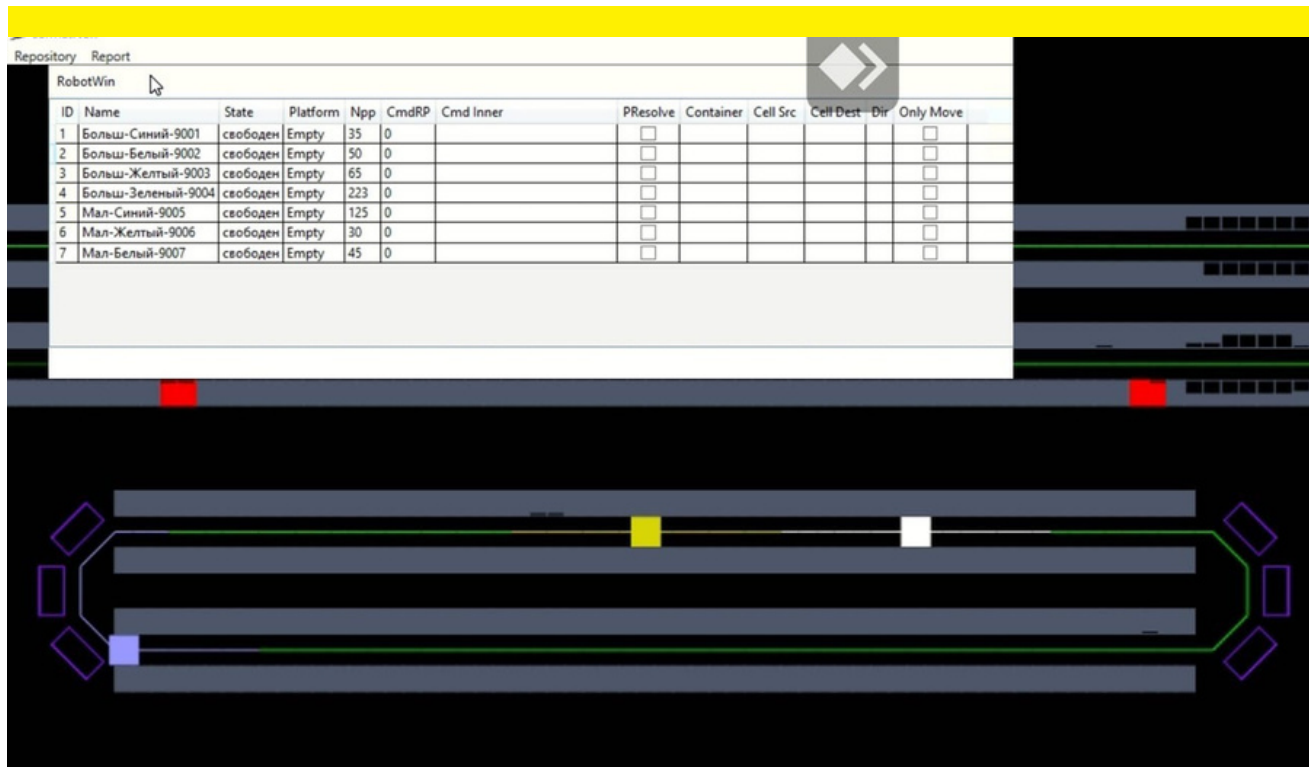 Repository Report
RobotWin
ID Name State Platform Npp CmdRP Cmd Inner PResolve Container Cell Src Cell Dest Dir Only Move
1 Больш-Синий-9001 свободен Empty 35 0
2 Больш-Белый-9002 свободен Empty 50 0
3 Больш-Желтый-9003 свободен Empty 65 0
4 Больш-Зеленый-9004 свободен Empty 223 0
5 Мал-Синий-9005 свободен Empty 125 0
6 Мал-Желтый-9006 свободен Empty 30 0
7 Мал-Белый-9007 свободен Empty 45 0